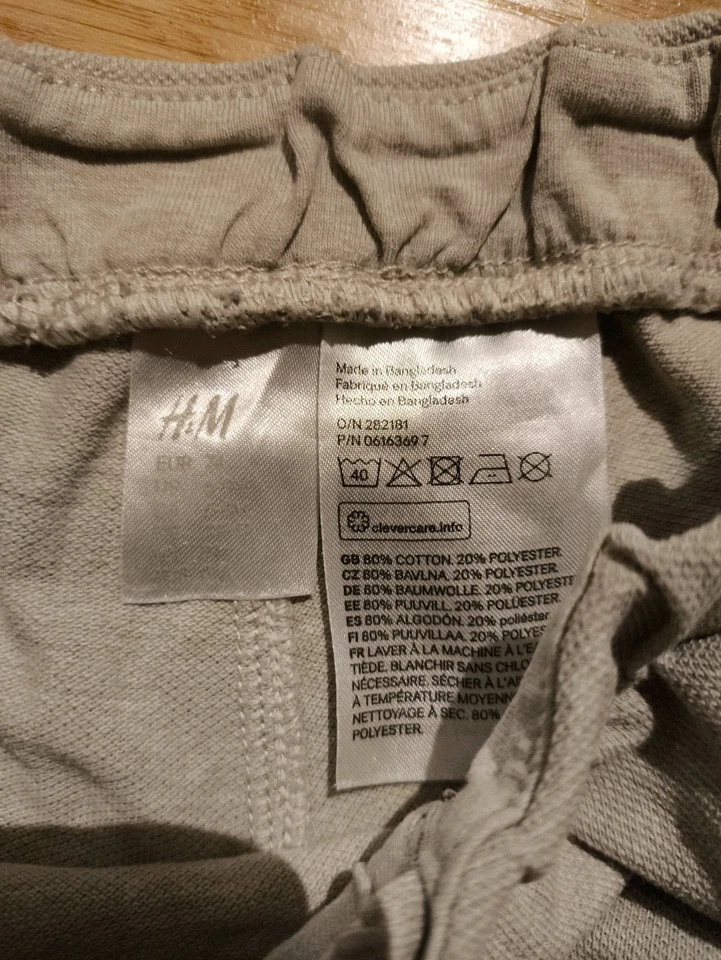 H&M
EUR
Made in Bangladesh
Fabriqué en Bangladesh
Hecho en Bangladesh
O/N 282181
P/N 0616369 7
40
clevercare.info
GB 80% COTTON. 20% POLYESTER.
CZ 80% BAVLNA. 20% POLYESTER.
DE 80% BAUMWOLLE. 20% POLYESTE
EE 80% PUUVILL. 20% POLÜESTER.
ES 80% ALGODÓN. 20% poliéster
FI 80% PUUVILLAA. 20% POLYES
FR LAVER À LA MACHINE À L'E
TIÈDE. BLANCHIR SANS CHLO
NÉCESSAIRE. SÉCHER À L'AI
À TEMPÉRATURE MOYENN
NETTOYAGE À SEC. 80%
POLYESTER.